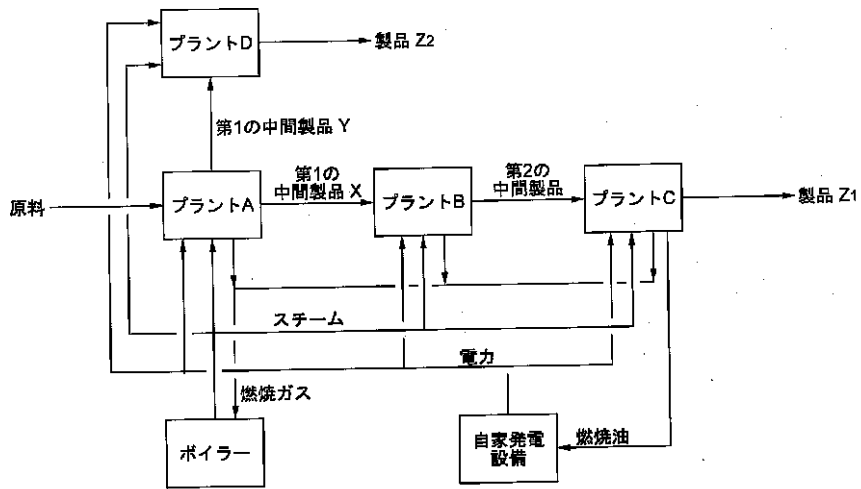 プラントD
製品 Z2
第1の中間製品 Y
原料
プラントA
第1の
中間製品 X
プラントB
第2の
中間製品
プラントC
製品 Z1
スチーム
電力
燃焼ガス
ボイラー
自家発電
設備
燃焼油